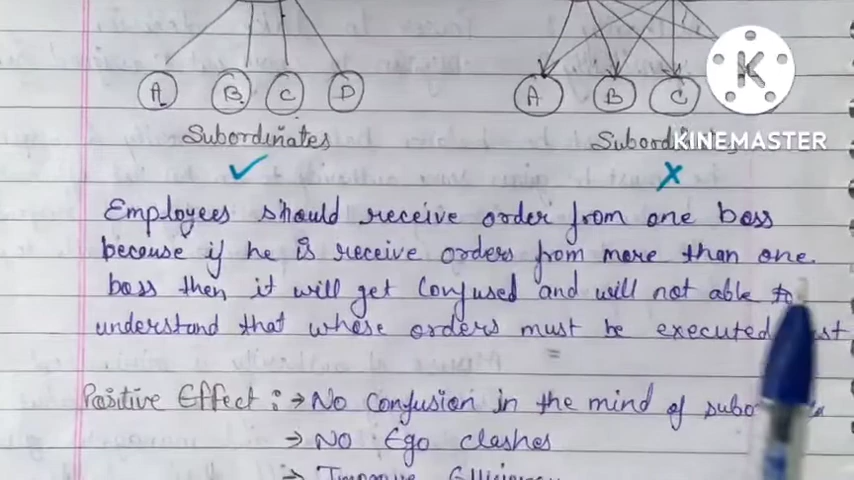 A B C D A B C
Subordinates
✓ X
K
KINEMASTER
Employees should receive order from one boss
because if he is receive orders from more than one
boss then it will get confused and will not able to
understand that whose orders must be executed
Positive Effect :→ No confusion in the mind of
→ No Ego clashes